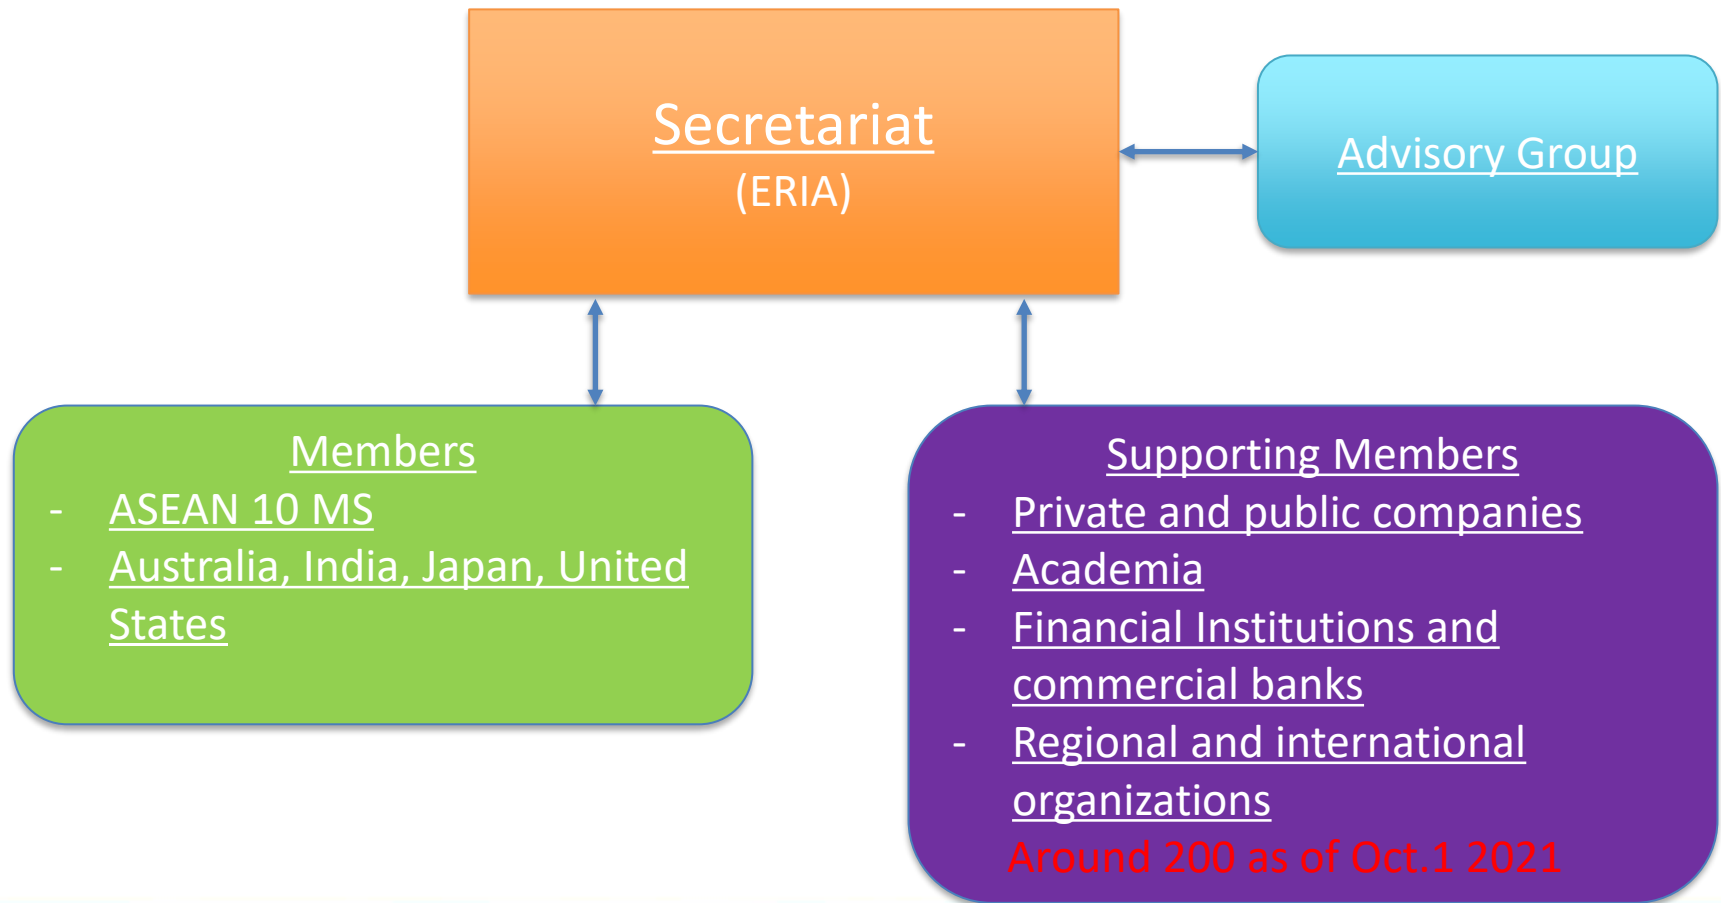 Secretariat
(ERIA)
Advisory Group
Members
- ASEAN 10 MS
- Australia, India, Japan, United
States
Supporting Members
- Private and public companies
- Academia
- Financial Institutions and
commercial banks
- Regional and international
organizations
Around 200 as of Oct.1 2021